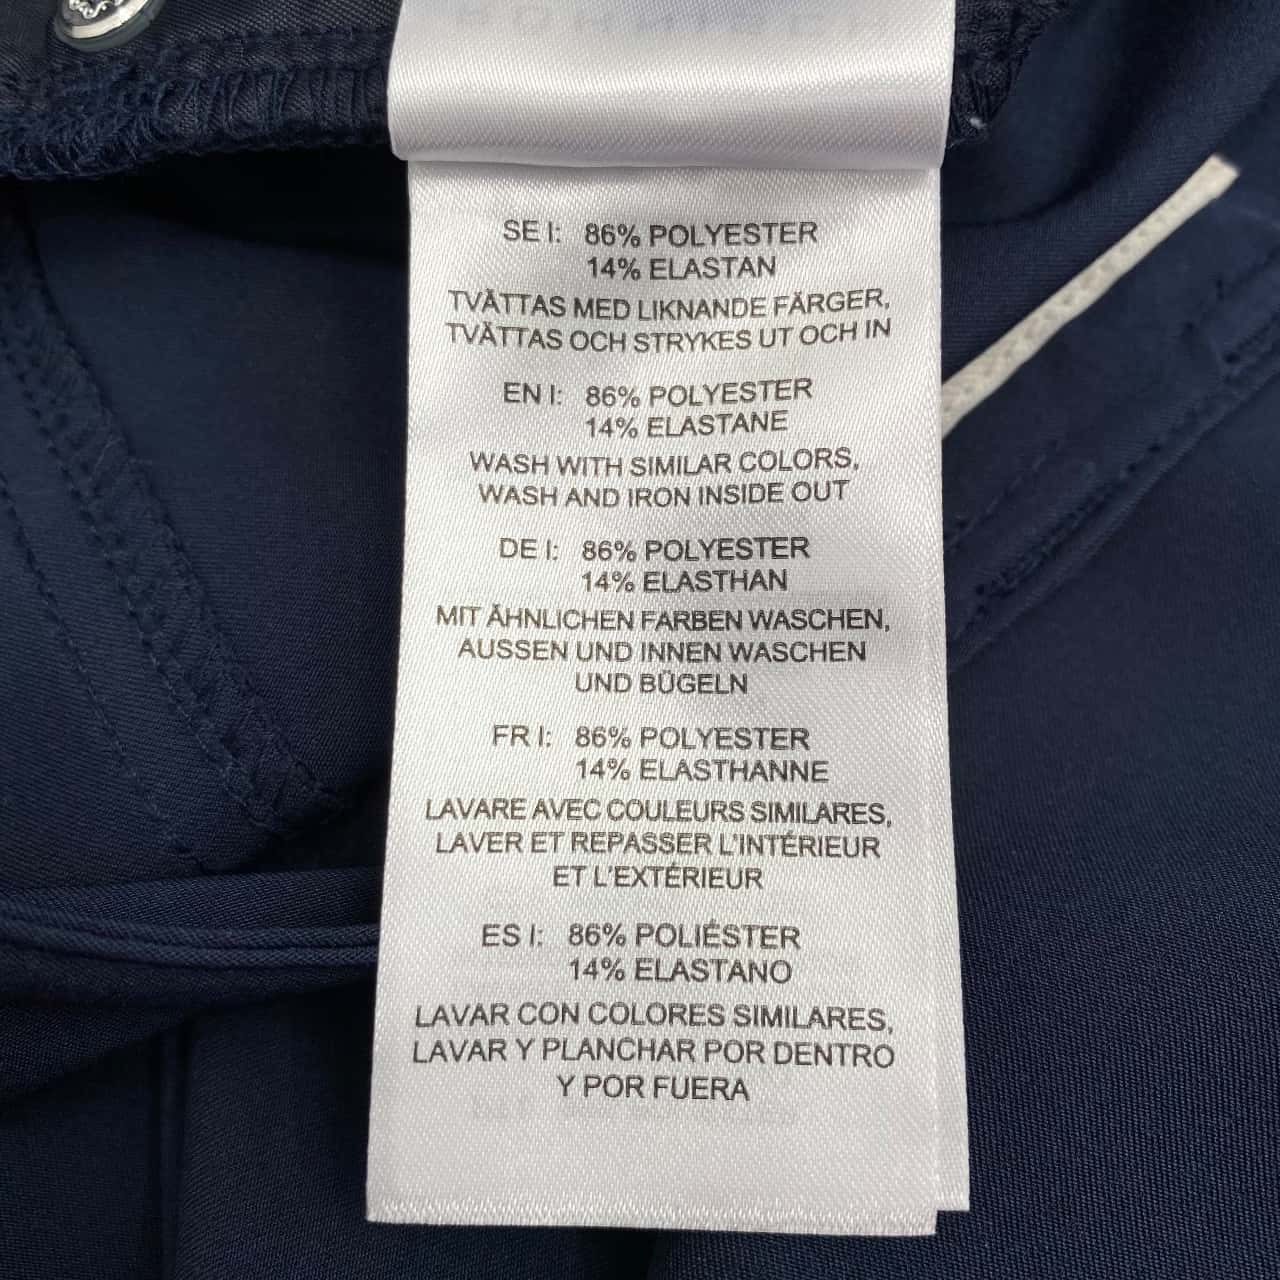 SE I: 86% POLYESTER
14% ELASTAN
TVÄTTAS MED LIKNANDE FÄRGER,
TVÄTTAS OCH STRYKES UT OCH IN
EN I: 86% POLYESTER
14% ELASTANE
WASH WITH SIMILAR COLORS,
WASH AND IRON INSIDE OUT
DE I: 86% POLYESTER
14% ELASTHAN
MIT ÄHNLICHEN FARBEN WASCHEN,
AUSSEN UND INNEN WASCHEN
UND BÜGELN
FR I: 86% POLYESTER
14% ELASTHANNE
LAVARE AVEC COULEURS SIMILARES,
LAVER ET REPASSER L'INTÉRIEUR
ET L'EXTÉRIEUR
ES I: 86% POLIÉSTER
14% ELASTANO
LAVAR CON COLORES SIMILARES,
LAVAR Y PLANCHAR POR DENTRO
Y POR FUERA